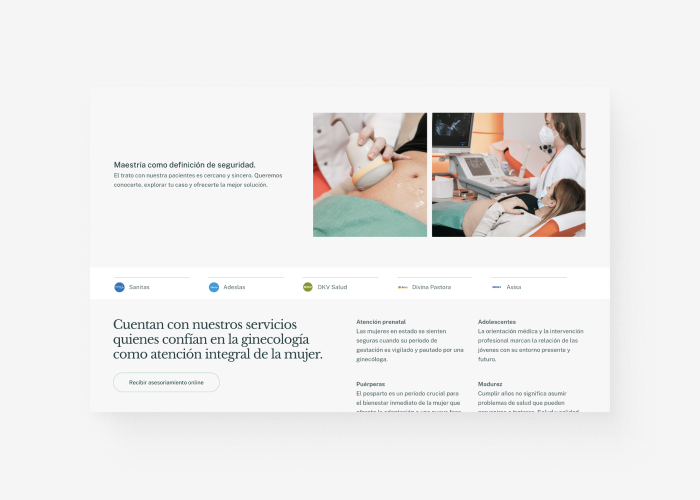 Maestría como definición de seguridad.
El trato con nuestra pacientes es cercano y sincero. Queremos
conocerte, explorar tu caso y ofrecerte la mejor solución.
Sanitas
Adeslas
DKV Salud
Divina Pastora
Asisa
Cuentan con nuestros servicios
quienes confían en la ginecología
como atención integral de la mujer.
Recibir asesoriamiento online
Atención prenatal
Las mujeres en estado se sienten
seguras cuando su periodo de
gestación es vigilado y pautado por una
ginecóloga.
Adolescentes
La orientación médica y la intervención
profesional marcan la relación de las
jóvenes con su entorno presente y
futuro.
Puérperas
El posparto es un periodo crucial para
el bienestar inmediato de la mujer que
Madurez
Cumplir años no significa asumir
problemas de salud que pueden